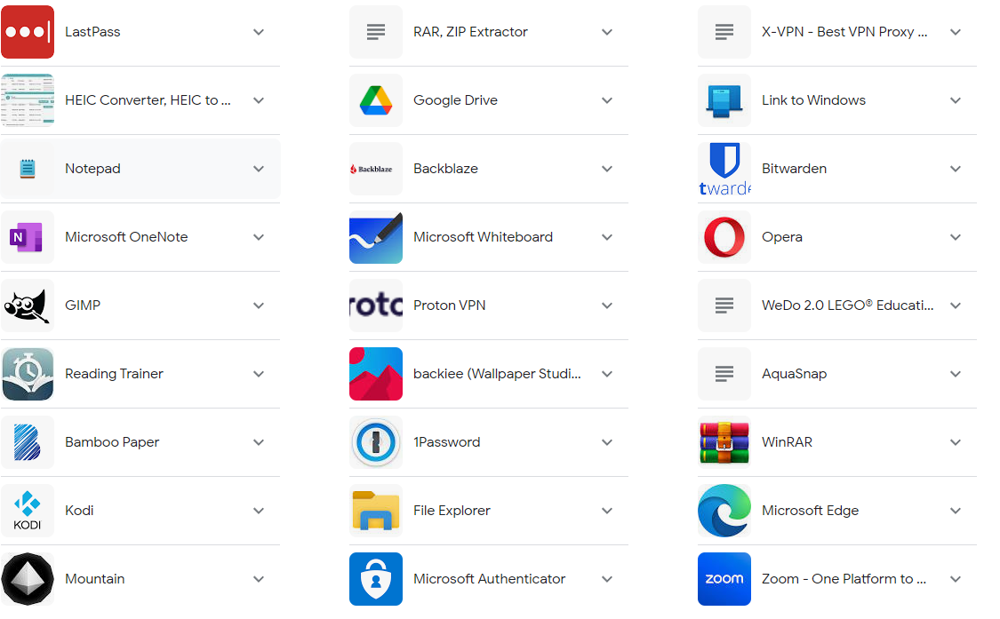 LastPass
RAR, ZIP Extractor
X-VPN - Best VPN Proxy ...
HEIC Converter, HEIC to ...
Google Drive
Link to Windows
Notepad
Backblaze
Backblaze
twarde
Bitwarden
N
Microsoft OneNote
Microsoft Whiteboard
Opera
GIMP
roto
Proton VPN
WeDo 2.0 LEGO® Educati...
Reading Trainer
backiee (Wallpaper Studi...
AquaSnap
Bamboo Paper
1Password
WinRAR
KODI
Kodi
File Explorer
Microsoft Edge
Mountain
Microsoft Authenticator
zoom
Zoom - One Platform to ...